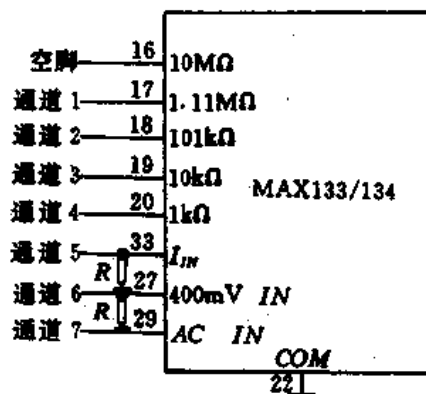 空脚 16 10MΩ
通道 1 17 1.11MΩ
通道 2 18 101kΩ
通道 3 19 10kΩ
MAX133/134
通道 4 20 1kΩ
通道 5 33 IIN
R
通道 6 27 400mV IN
R
通道 7 29 AC IN
COM
22